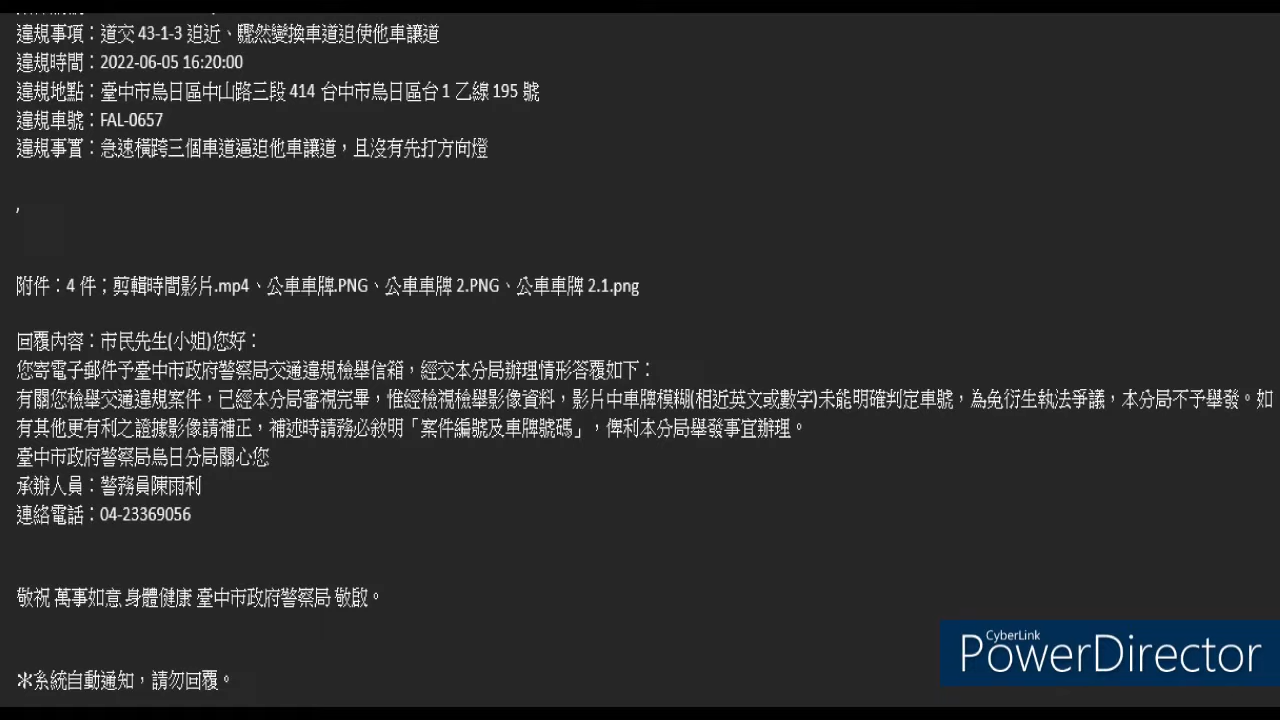 違規事項：道交 43-1-3 迫近、驟然變換車道迫使他車讓道
違規時間：2022-06-05 16:20:00
違規地點：臺中市烏日區中山路三段 414 台中市烏日區台 1 乙線 195 號
違規車號：FAL-0657
違規事實：急速橫跨三個車道逼迫他車讓道，且沒有先打方向燈
,
附件：4 件；剪輯時間影片.mp4、公車車牌.PNG、公車車牌 2.PNG、公車車牌 2.1.png
回覆內容：市民先生(小姐)您好：
您寄電子郵件予臺中市政府警察局交通違規檢舉信箱，經交本分局辦理情形答覆如下：
有關您檢舉交通違規案件，已經本分局審視完畢，惟經檢視檢舉影像資料，影片中車牌模糊(相近英文或數字)未能明確判定車號，為免衍生執法爭議，本分局不予舉發。如
有其他更有利之證據影像請補正，補述時請務必敘明「案件編號及車牌號碼」，俾利本分局舉發事宜辦理。
臺中市政府警察局烏日分局關心您
承辦人員：警務員陳雨利
連絡電話：04-23369056
敬祝 萬事如意 身體健康 臺中市政府警察局 敬啟。
＊系統自動通知，請勿回覆。
CyberLink
PowerDirector